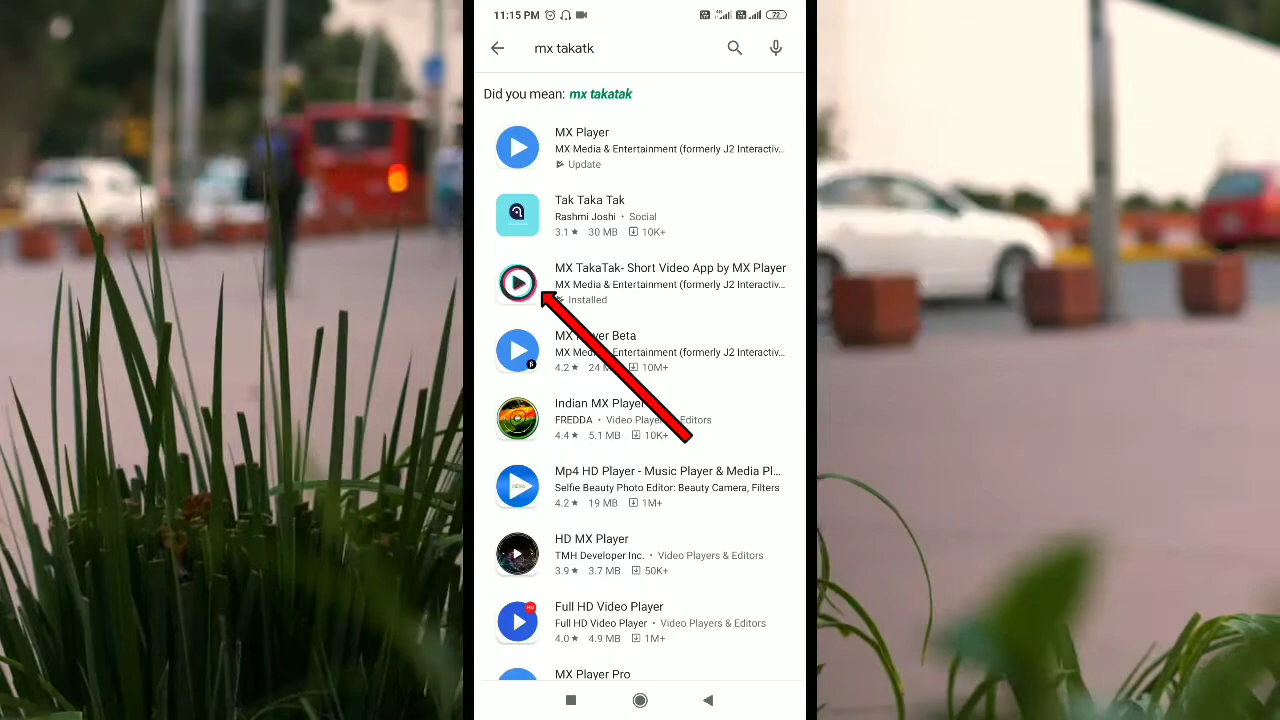 11:15 PM
72
mx takatk
Did you mean: mx takatak
MX Player
MX Media & Entertainment (formerly J2 Interactiv...
Update
Tak Taka Tak
Rashmi Joshi • Social
3.1 ★ 30 MB 10K+
MX TakaTak- Short Video App by MX Player
MX Media & Entertainment (formerly J2 Interactiv...
Installed
MX Player Beta
MX Media & Entertainment (formerly J2 Interactiv...
4.2 ★ 24 10M+
Indian MX Player
FREDDA • Video Players & Editors
4.4 ★ 5.1 MB 10K+
Mp4 HD Player - Music Player & Media Pl...
Selfie Beauty Photo Editor: Beauty Camera, Filters
4.2 ★ 19 MB 1M+
HD MX Player
TMH Developer Inc. • Video Players & Editors
3.9 ★ 3.7 MB 50K+
HD
Full HD Video Player
Full HD Video Player • Video Players & Editors
4.0 ★ 4.9 MB 1M+
MX Player Pro